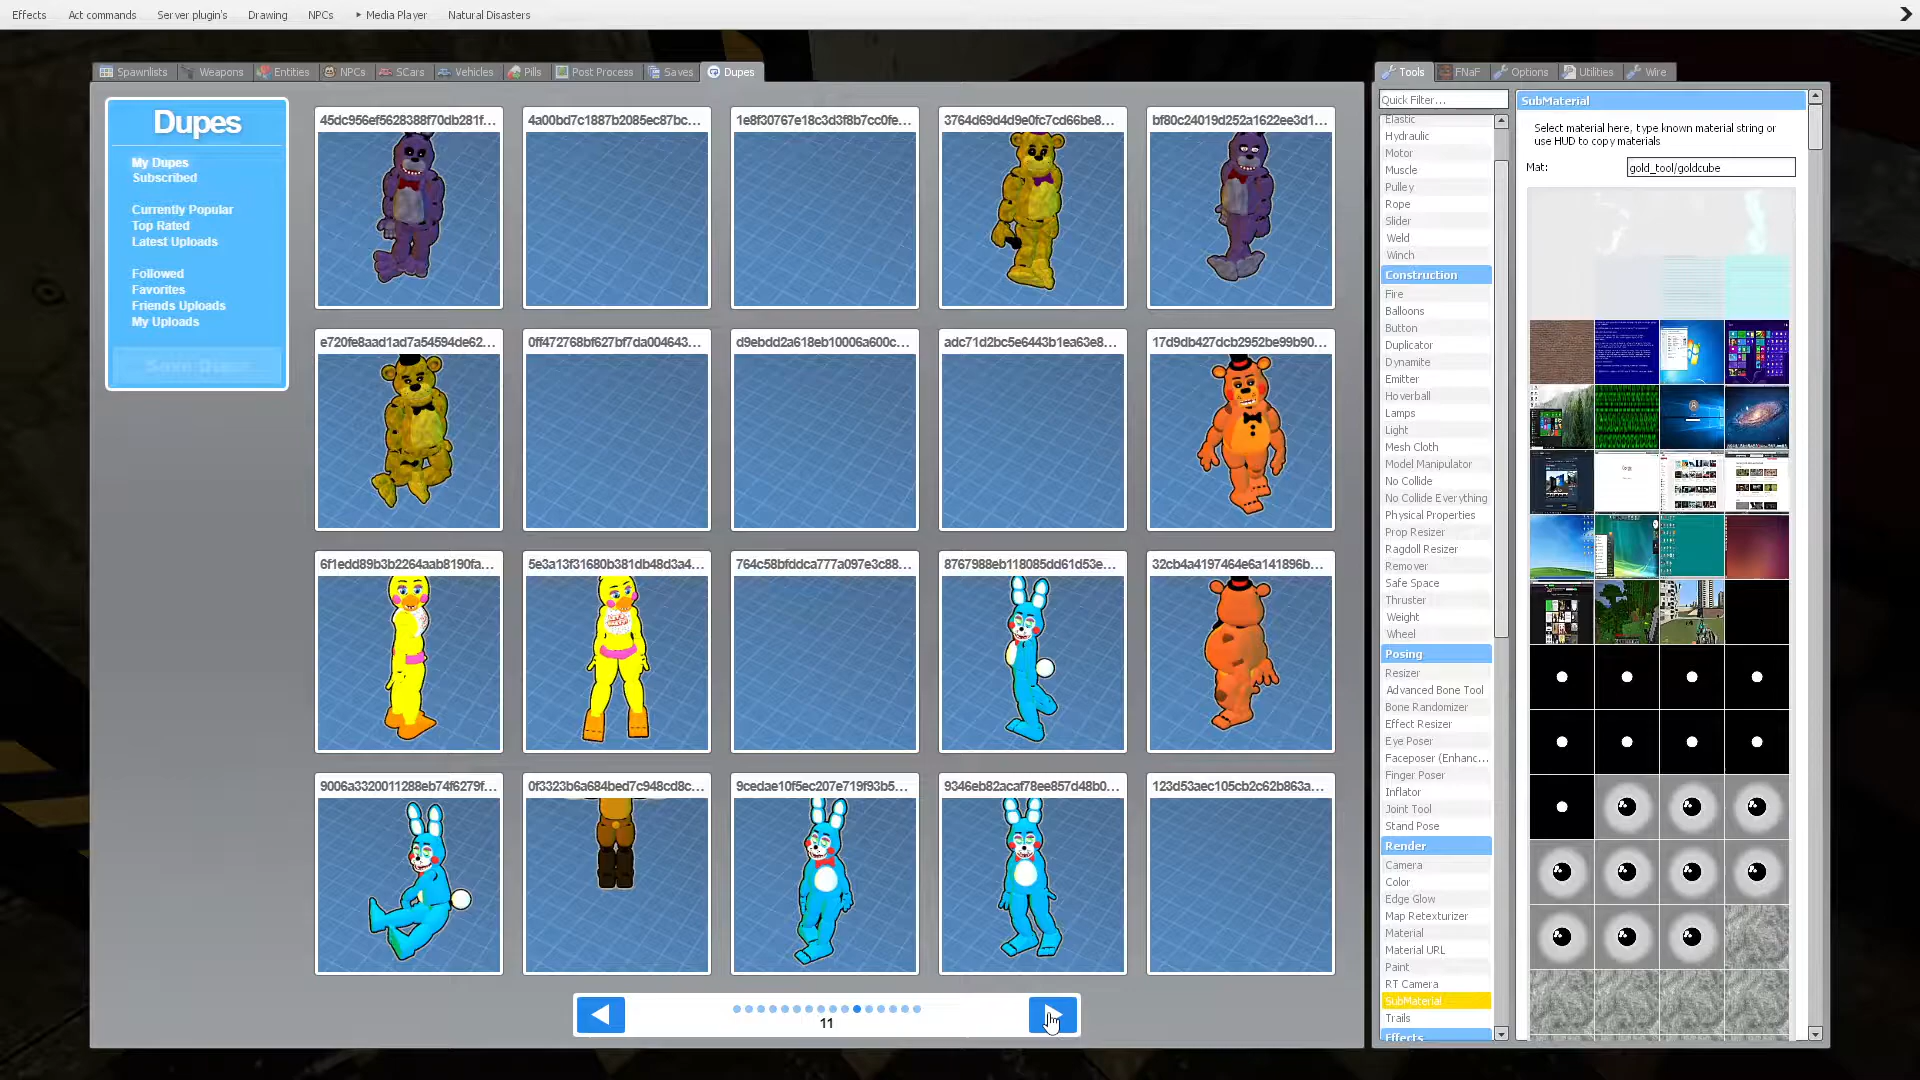 Effects Act commands Server plugin's Drawing NPCs Media Player Natural Disasters
Spawnlists Weapons Entities NPCs SCars Vehicles Pills Post Process Saves Dupes
Dupes
My Dupes
Subscribed
Currently Popular
Top Rated
Latest Uploads
Followed
Favorites
Friends Uploads
My Uploads
45dc956ef5628388f70db281f... 4a00bd7c1887b2085ec87bc... 1e8f30767e18c3d3f8b7cc0fe... 3764d69d4d9e0fc7cd66be8... bf80c24019d252a1622ee3d1...
e720fe8aad1ad7a54594de62... 0ff472768bf627bf7da004643... d9ebdd2a618eb10006a600c... adc71d2bc5e6443b1ea63e8... 17d9db427dcb2952be99b90...
6f1edd89b3b2264aab8190fa... 5e3a13f31680b381db48d3a4... 764c58bfddca777a097e3c88... 8767988eb118085dd61d53e... 32cb4a4197464e6a141896b...
9006a3320011288eb74f6279f... 0f3323b6a684bed7c948cd8c... 9cedae10f5ec207e719f93b5... 9346eb82acaf78ee857d48b0... 123d53aec105cb2c62b863a...
11
Tools FNaF Options Utilities Wire
Quick Filter...
Elastic
Hydraulic
Motor
Muscle
Pulley
Rope
Slider
Weld
Winch
Construction
Fire
Balloons
Button
Duplicator
Dynamite
Emitter
Hoverball
Lamps
Light
Mesh Cloth
Model Manipulator
No Collide
No Collide Everything
Physical Properties
Prop Resizer
Ragdoll Resizer
Remover
Safe Space
Thruster
Weight
Wheel
Posing
Resizer
Advanced Bone Tool
Bone Randomizer
Effect Resizer
Eye Poser
Faceposer (Enhanc...
Finger Poser
Inflator
Joint Tool
Stand Pose
Render
Camera
Color
Edge Glow
Map Retexturizer
Material
Material URL
Paint
RT Camera
SubMaterial
Trails
Effects
SubMaterial
Select material here, type known material string or
use HUD to copy materials
Mat: gold_tool/goldcube